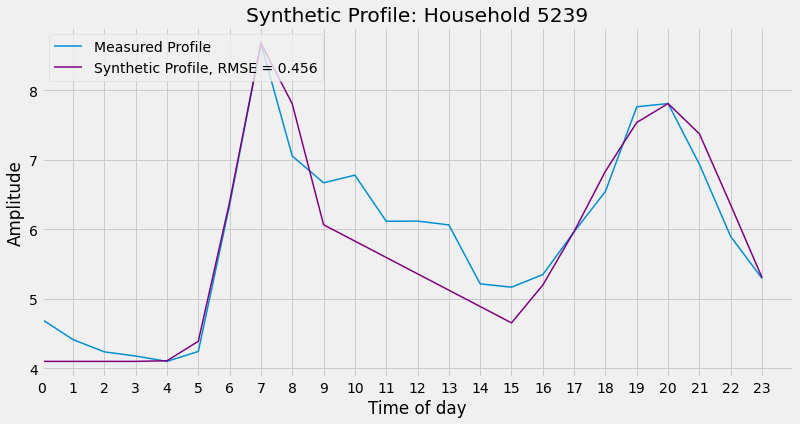 Synthetic Profile: Household 5239
Measured Profile
Synthetic Profile, RMSE = 0.456
Amplitude
8
7
6
5
4
0 1 2 3 4 5 6 7 8 9 10 11 12 13 14 15 16 17 18 19 20 21 22 23
Time of day